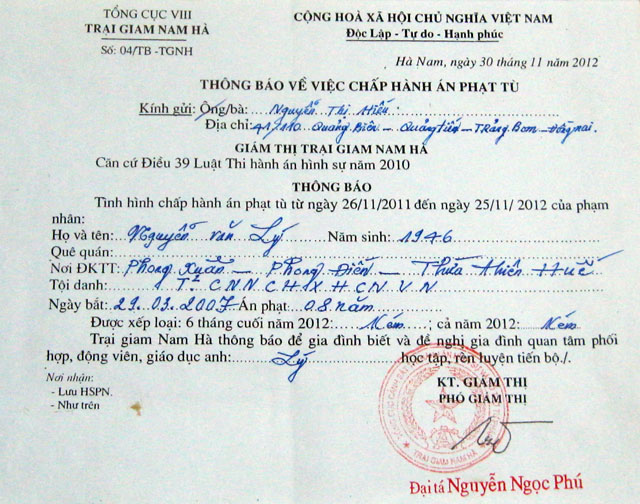 TỔNG CỤC VIII
TRẠI GIAM NAM HÀ
Số: 04/TB -TGNH
CỘNG HOÀ XÃ HỘI CHỦ NGHĨA VIỆT NAM
Độc Lập - Tự do - Hạnh phúc
Hà Nam, ngày 30 tháng 11 năm 2012
THÔNG BÁO VỀ VIỆC CHẤP HÀNH ÁN PHẠT TÙ
Kính gửi: Ông/bà: Nguyễn Thị Hiếu
Địa chỉ: 41/110 Quảng Biên - Quảng tiến - Trảng Bom - Đồng nai.
GIÁM THỊ TRẠI GIAM NAM HÀ
Căn cứ Điều 39 Luật Thi hành án hình sự năm 2010
THÔNG BÁO
Tình hình chấp hành án phạt tù từ ngày 26/11/2011 đến ngày 25/11/ 2012 của phạm
nhân:
Họ và tên: Nguyễn Văn Lý Năm sinh: 1946
Quê quán:
Nơi ĐKTT: Phong Xuân - Phong Điền - Thừa Thiên Huế
Tội danh: T² CNNCHXHCNVN
Ngày bắt: 29.03.2007 Án phạt: 08 năm
Được xếp loại: 6 tháng cuối năm 2012: Kém ; cả năm 2012: Kém
Trại giam Nam Hà thông báo để gia đình biết và đề nghị gia đình quan tâm phối
hợp, động viên, giáo dục anh: Lý học tập, rèn luyện tiến bộ./.
Nơi nhận:
- Lưu HSPN.
- Như trên
KT. GIÁM THỊ
PHÓ GIÁM THỊ
TRẠI GIAM NAM HÀ
Đại tá Nguyễn Ngọc Phú